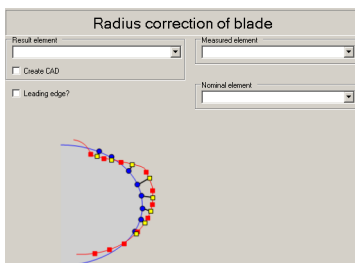 Radius correction of blade
Result element
Measured element
Create CAD
Nominal element
Leading edge?